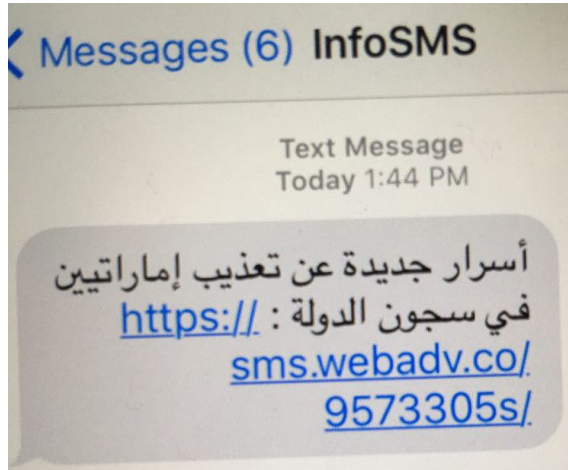 Messages (6) InfoSMS
Text Message
Today 1:44 PM
أسرار جديدة عن تعذيب إماراتيين
في سجون الدولة : https://
sms.webadv.co/
9573305s/